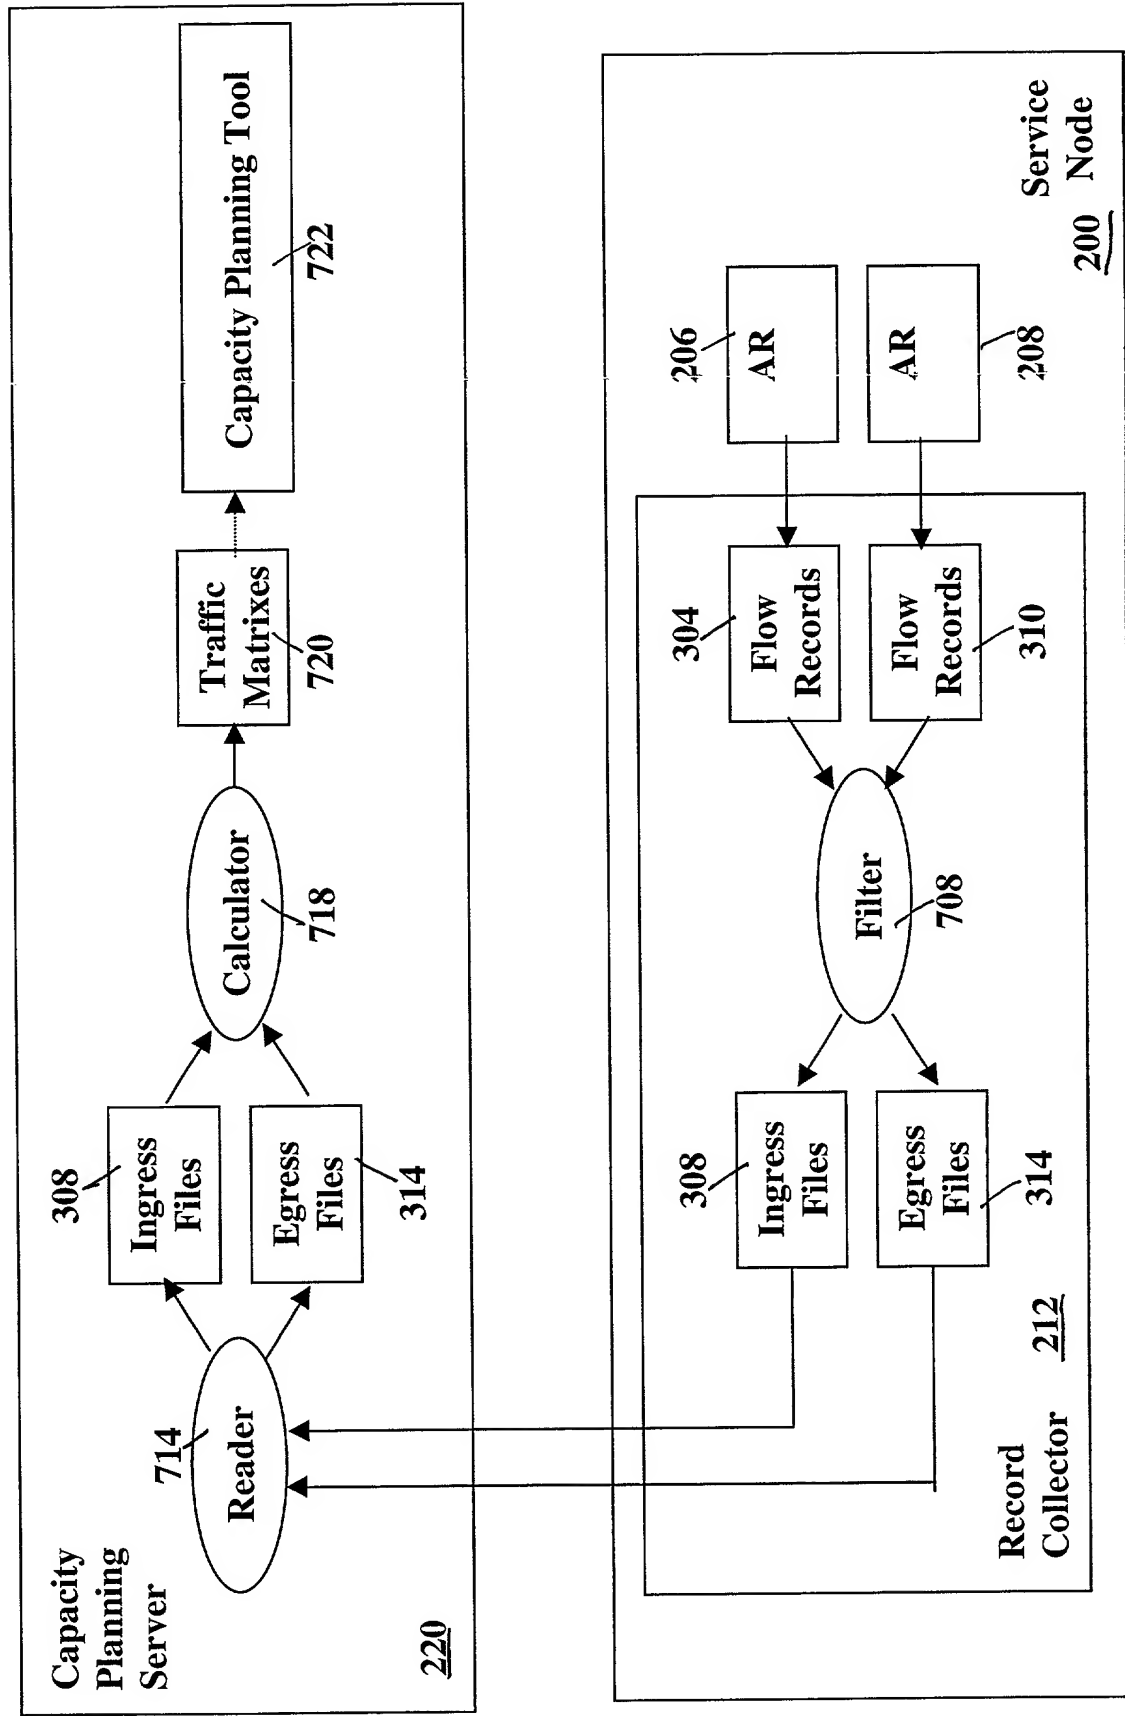 Capacity
Planning
Server
220
714
Reader
308
Ingress
Files
Egress
Files
314
Calculator
718
Traffic
Matrixes
720
Capacity Planning Tool
722
Record
Collector
212
308
Ingress
Files
Egress
Files
314
Filter
708
304
Flow
Records
Flow
Records
310
206
AR
AR
208
Service
Node
200